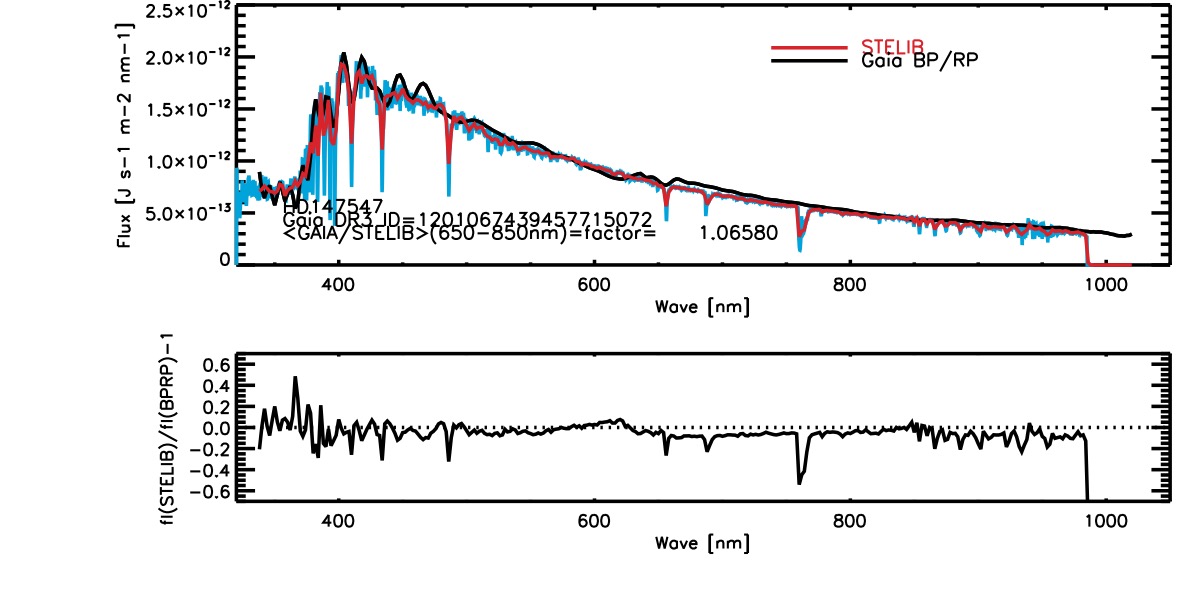 2.5×10−12
2.0×10−12
1.5×10−12
1.0×10−12
5.0×10−13
0
Flux [J s−1 m−2 nm−1]
STELIB
Gaia BP/RP
HD147547
Gaia DR3 ID=1201067439457715072
<GAIA/STELIB>(650−850nm)=factor= 1.06580
400 600 800 1000
Wave [nm]
0.6
0.4
0.2
0.0
−0.2
−0.4
−0.6
fl(STELIB)/fl(BPRP)−1
400 600 800 1000
Wave [nm]